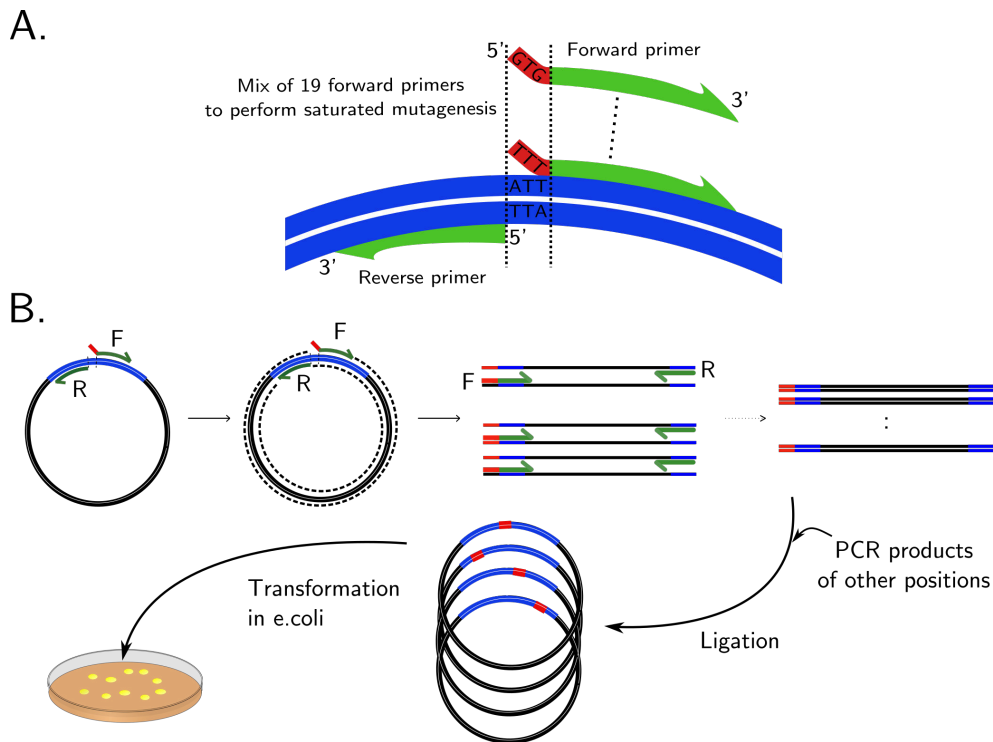 A.
5'
Forward primer
GTG
Mix of 19 forward primers
to perform saturated mutagenesis
3'
TTT
ATT
TTA
5'
3'
Reverse primer
B.
F
R
F
R
F
R
:
PCR products
of other positions
Transformation
in e.coli
Ligation